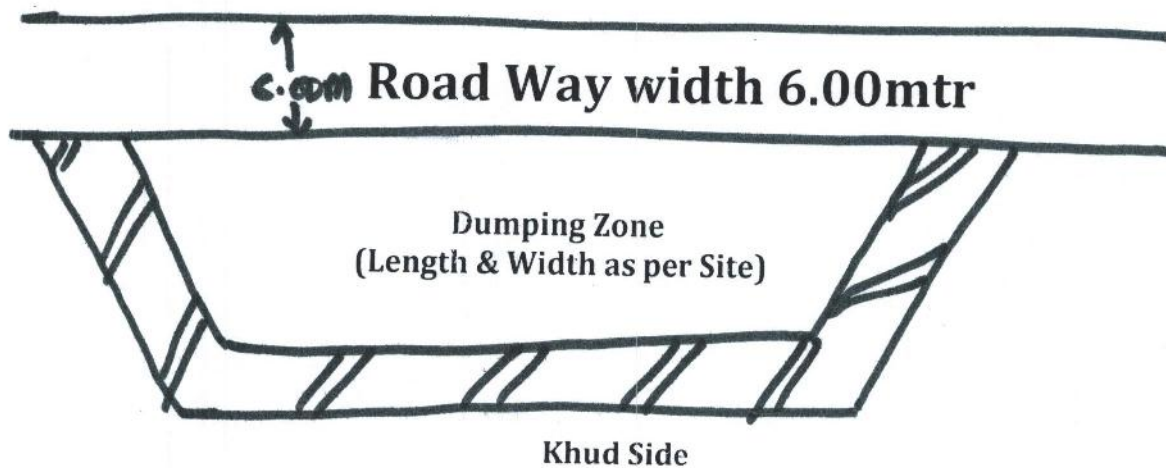 6.00M Road Way width 6.00mtr
Dumping Zone
(Length & Width as per Site)
Khud Side